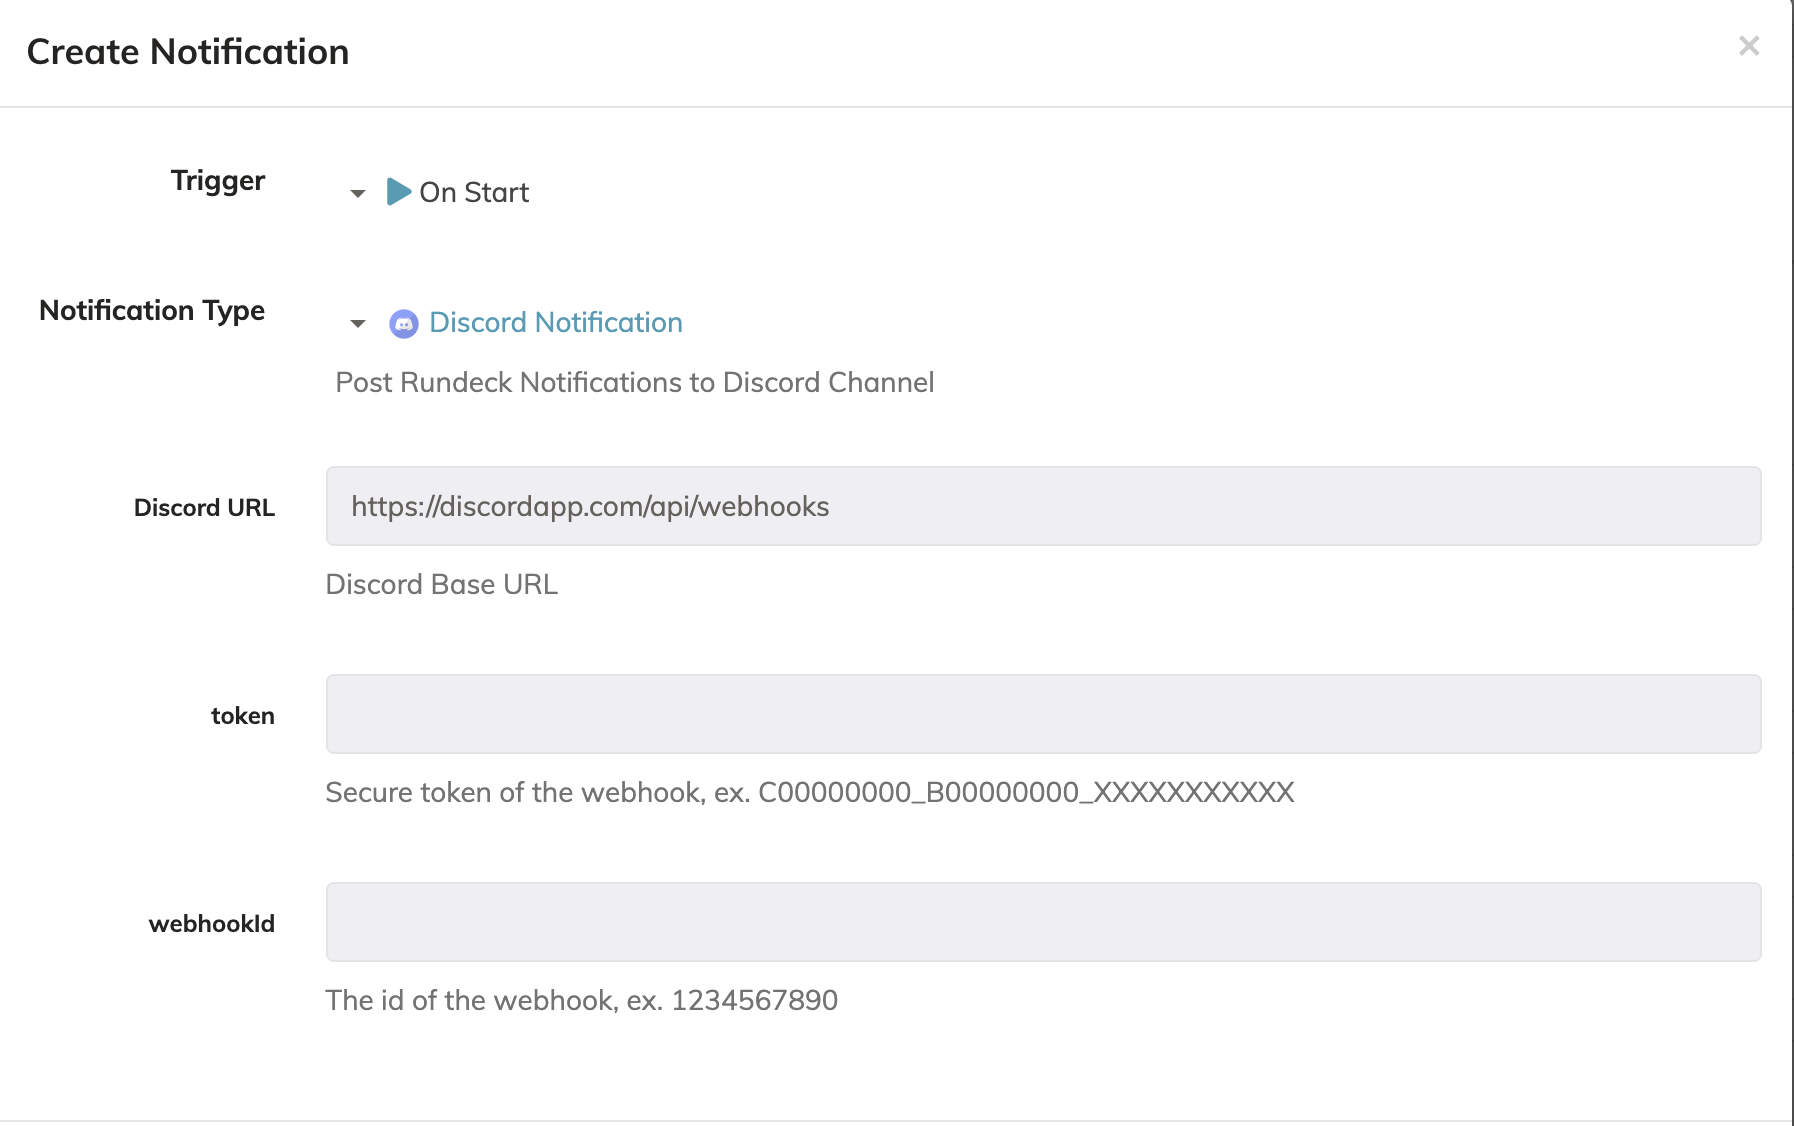 Create Notification
Trigger
On Start
Notification Type
Discord Notification
Post Rundeck Notifications to Discord Channel
Discord URL
https://discordapp.com/api/webhooks
Discord Base URL
token
Secure token of the webhook, ex. C00000000_B00000000_XXXXXXXXXXX
webhookId
The id of the webhook, ex. 1234567890